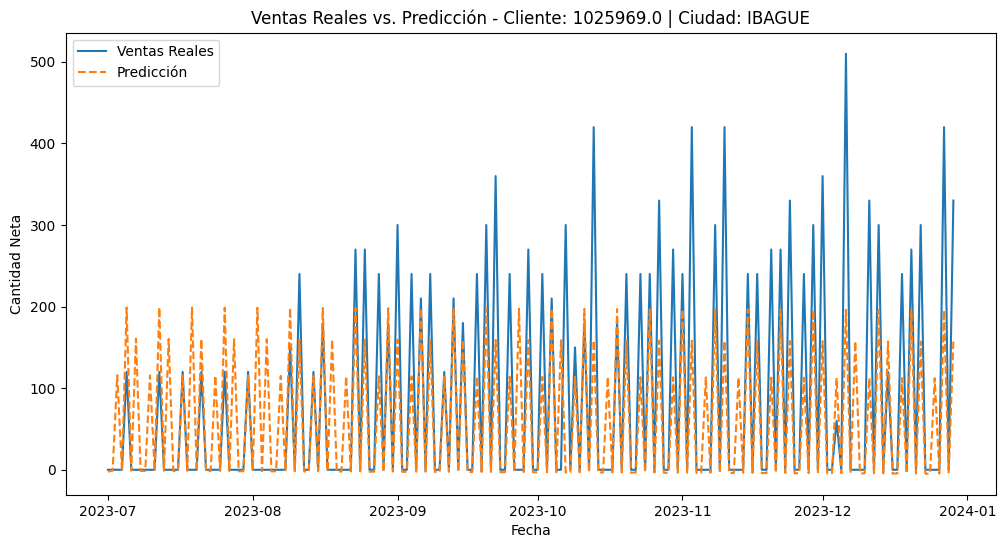 Ventas Reales vs. Predicción - Cliente: 1025969.0 | Ciudad: IBAGUE
Ventas Reales
Predicción
500
400
300
200
100
0
Cantidad Neta
2023-07 2023-08 2023-09 2023-10 2023-11 2023-12 2024-01
Fecha